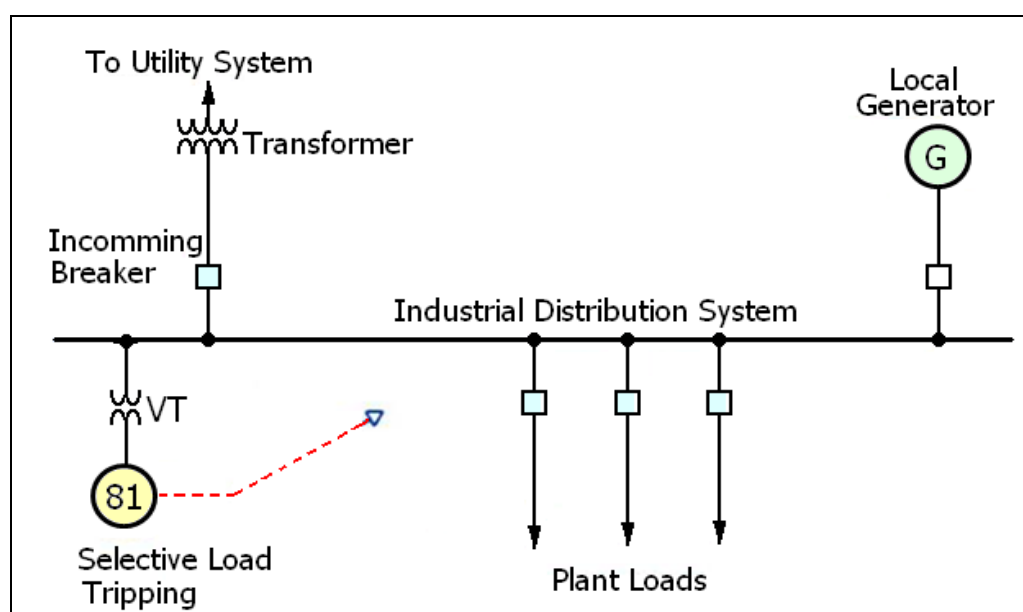 To Utility System
Transformer
Local
Generator
G
Incomming
Breaker
Industrial Distribution System
VT
81
Selective Load
Tripping
Plant Loads